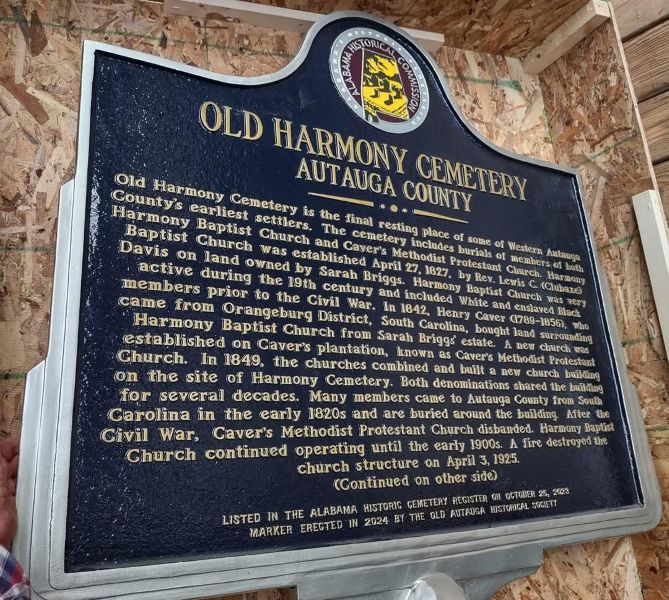 ALABAMA HISTORICAL COMMISSION
OLD HARMONY CEMETERY
AUTAUGA COUNTY
Old Harmony Cemetery is the final resting place of some of Western Autauga
County's earliest settlers. The cemetery includes burials of members of both
Harmony Baptist Church and Caver's Methodist Protestant Church. Harmony
Baptist Church was established April 27, 1827, by Rev. Lewis C. (Clubaze)
Davis on land owned by Sarah Briggs. Harmony Baptist Church was very
active during the 19th century and included White and enslaved Black
members prior to the Civil War. In 1842, Henry Caver (1789-1856), who
came from Orangeburg District, South Carolina, bought land surrounding
Harmony Baptist Church from Sarah Briggs' estate. A new church was
established on Caver's plantation, known as Caver's Methodist Protestant
Church. In 1849, the churches combined and built a new church building
on the site of Harmony Cemetery. Both denominations shared the building
for several decades. Many members came to Autauga County from South
Carolina in the early 1820s and are buried around the building. After the
Civil War, Caver's Methodist Protestant Church disbanded. Harmony Baptist
Church continued operating until the early 1900s. A fire destroyed the
church structure on April 3, 1925.
(Continued on other side)
LISTED IN THE ALABAMA HISTORIC CEMETERY REGISTER ON OCTOBER 25, 2023
MARKER ERECTED IN 2024 BY THE OLD AUTAUGA HISTORICAL SOCIETY